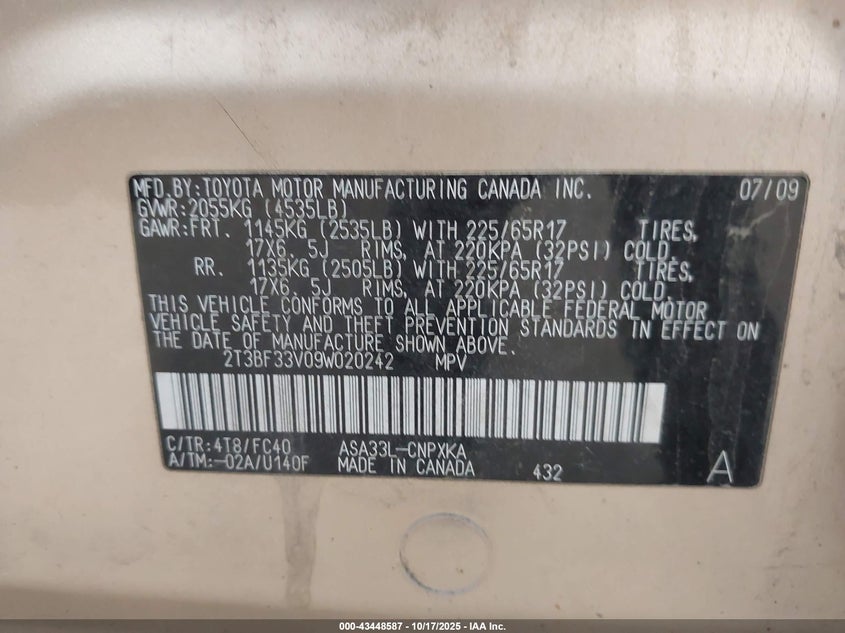 MFD.BY:TOYOTA MOTOR MANUFACTURING CANADA INC. 07/09
GVWR:2055KG (4535LB)
GAWR:FRT. 1145KG (2535LB) WITH 225/65R17 TIRES,
17X6.5J RIMS, AT 220KPA (32PSI) COLD.
RR. 1135KG (2505LB) WITH 225/65R17 TIRES,
17X6.5J RIMS, AT 220KPA (32PSI) COLD.
THIS VEHICLE CONFORMS TO ALL APPLICABLE FEDERAL MOTOR
VEHICLE SAFETY AND THEFT PREVENTION STANDARDS IN EFFECT ON
THE DATE OF MANUFACTURE SHOWN ABOVE.
2T3BF33V09W020242 MPV
C/TR:4T8/FC40 ASA33L-CNPXKA
A/TM:-02A/U140F MADE IN CANADA 432 A
000-43448587 - 10/17/2025 - IAA Inc.